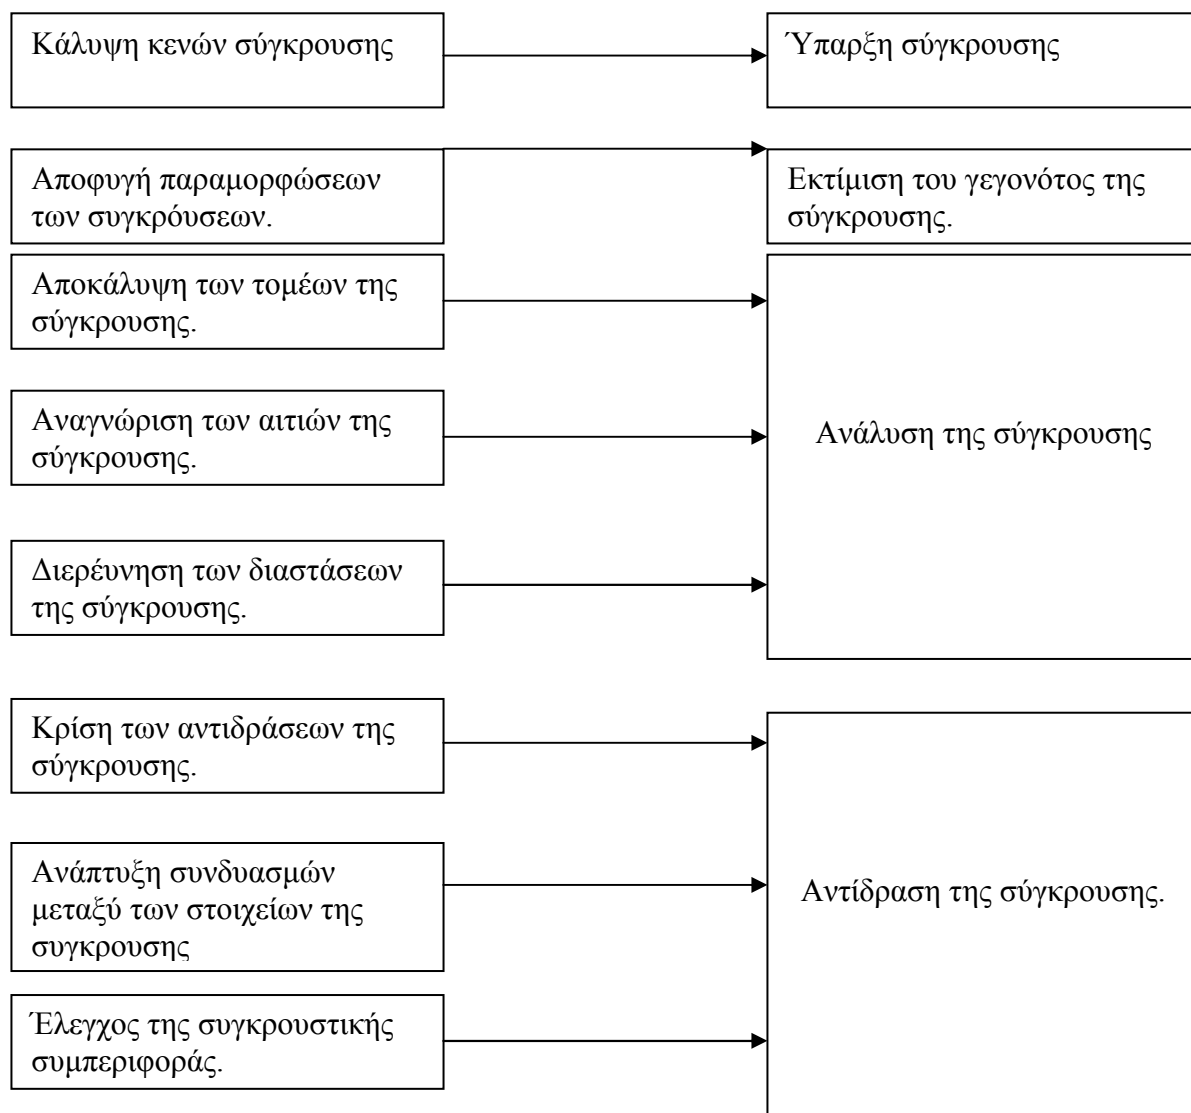 Κάλυψη κενών σύγκρουσης
Ύπαρξη σύγκρουσης
Αποφυγή παραμορφώσεων
των συγκρόυσεων.
Εκτίμιση του γεγονότος της
σύγκρουσης.
Αποκάλυψη των τομέων της
σύγκρουσης.
Αναγνώριση των αιτιών της
σύγκρουσης.
Διερέυνηση των διαστάσεων
της σύγκρουσης.
Ανάλυση της σύγκρουσης
Κρίση των αντιδράσεων της
σύγκρουσης.
Ανάπτυξη συνδυασμών
μεταξύ των στοιχείων της
συγκρουσης
Έλεγχος της συγκρουστικής
συμπεριφοράς.
Αντίδραση της σύγκρουσης.